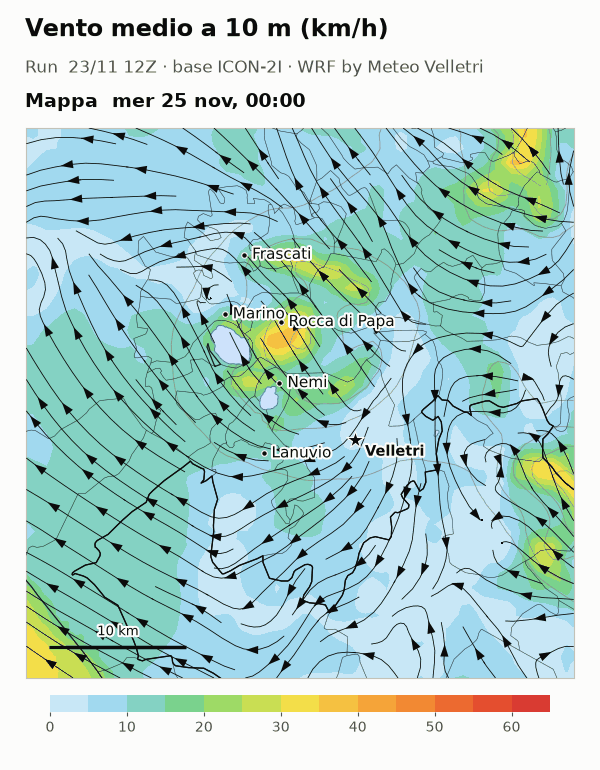 Vento medio a 10 m (km/h)
Run 23/11 12Z · base ICON-2I · WRF by Meteo Velletri
Mappa mer 25 nov, 00:00
Frascati
Marino
Rocca di Papa
Nemi
Velletri
Lanuvio
10 km
0 10 20 30 40 50 60